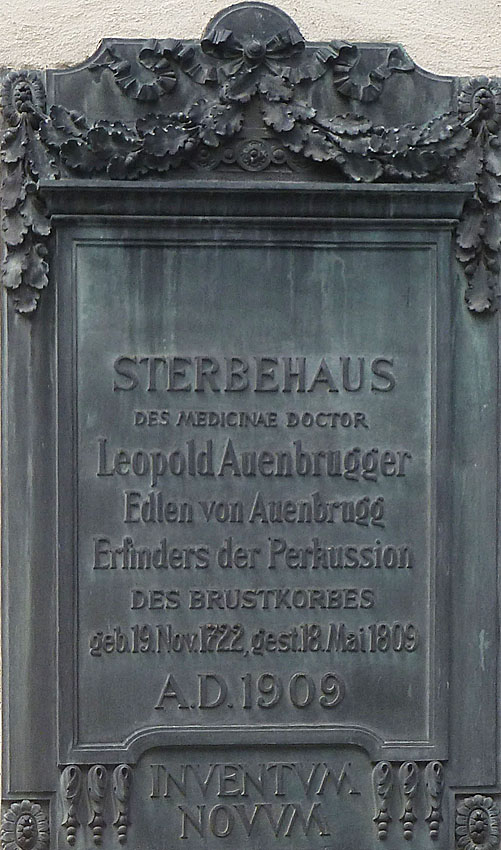 STERBEHAUS
DES MEDICINAE DOCTOR
Leopold Auenbrugger
Edlen von Auenbrugg
Erfinders der Perkussion
DES BRUSTKORBES
geb. 19. Nov. 1722, gest. 18. Mai 1809
A.D. 1909
INVENTVM
NOVVM